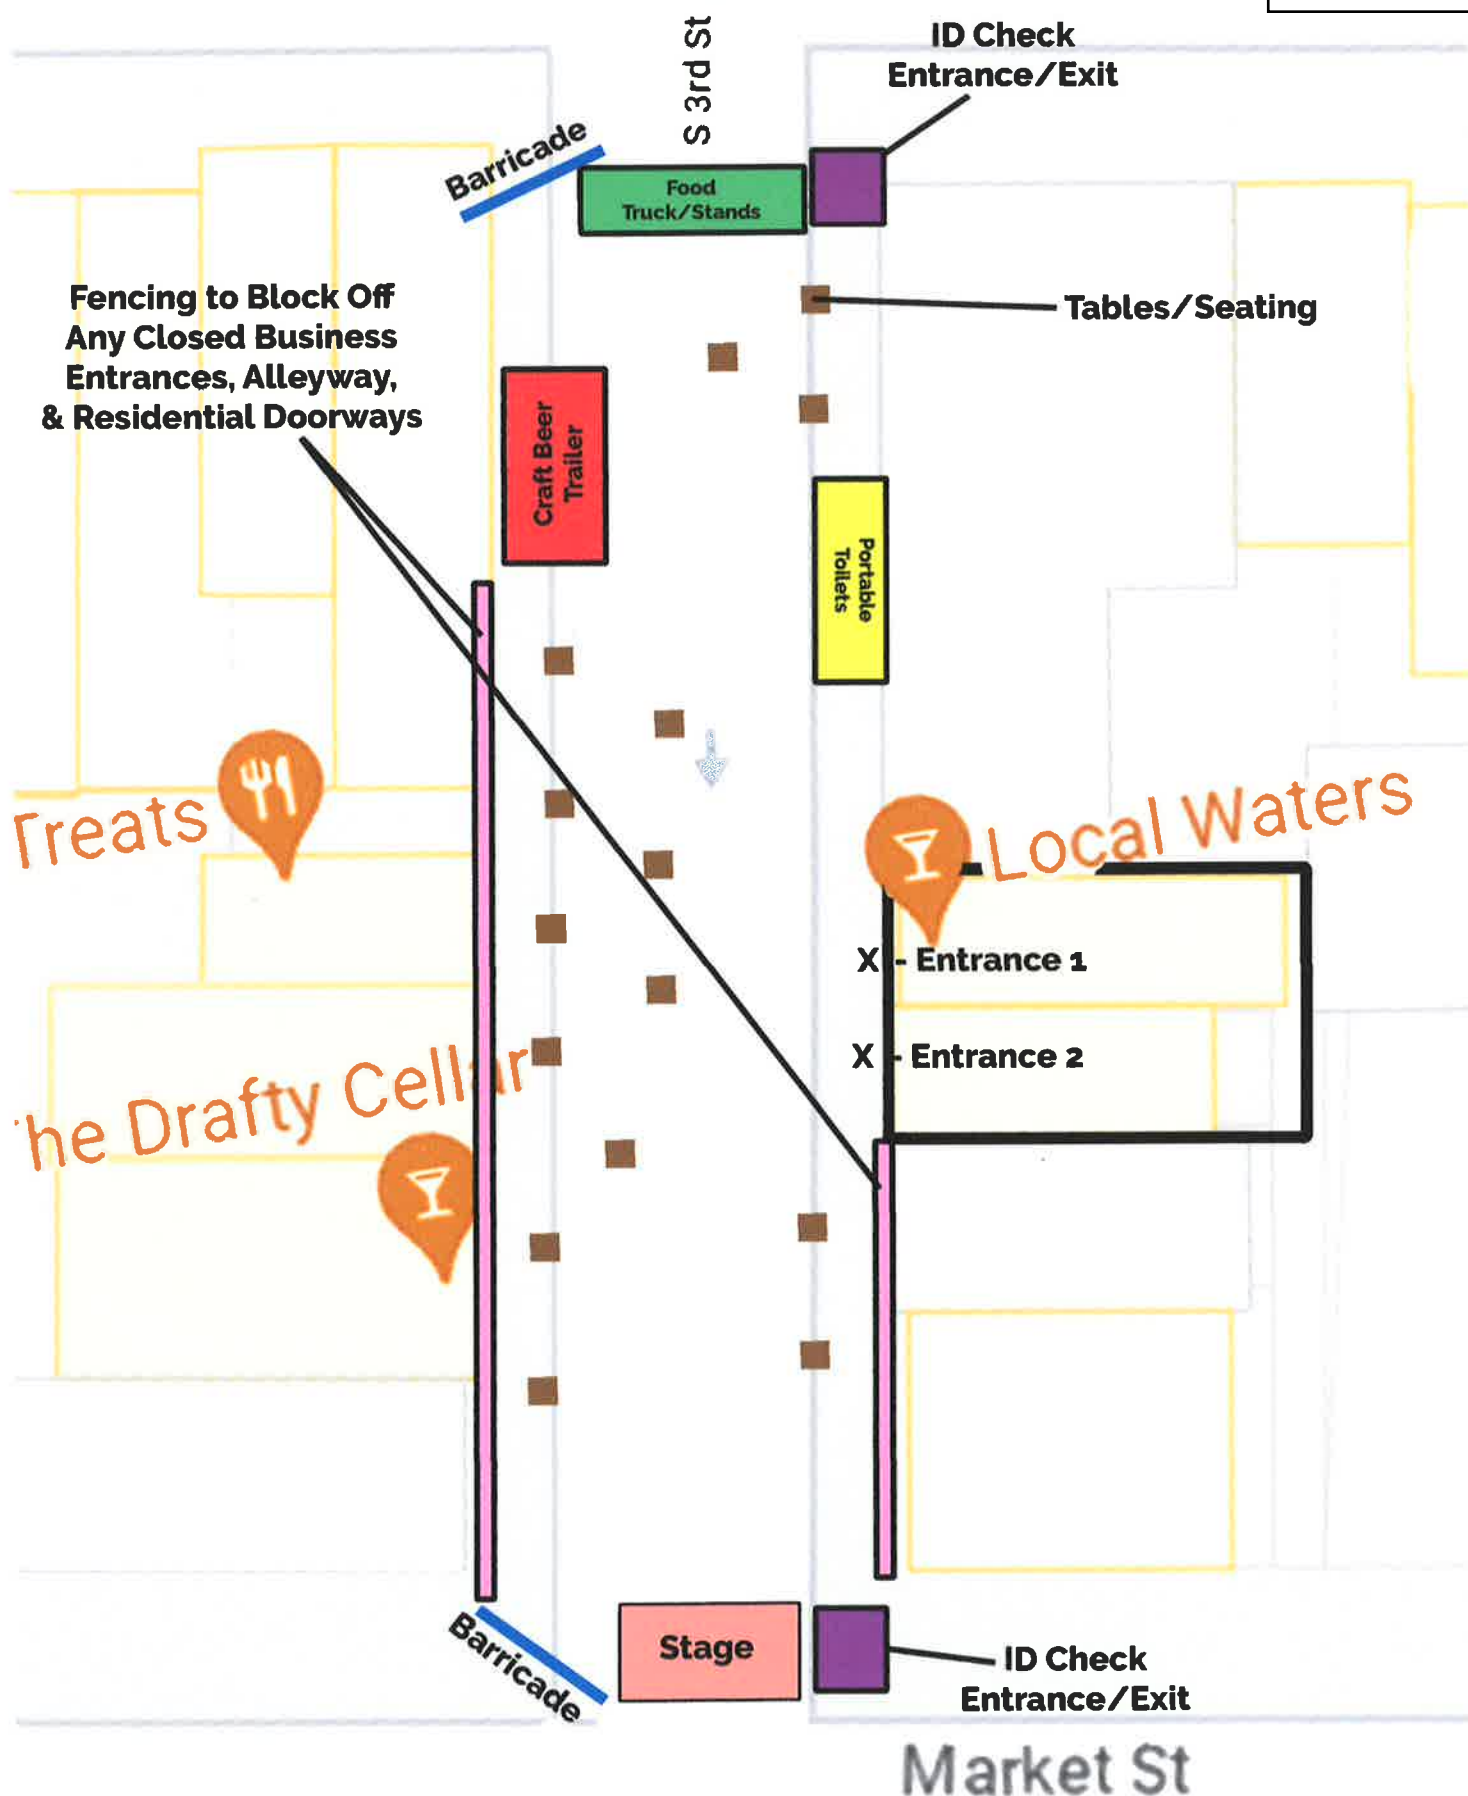 S 3rd St
ID Check
Entrance/Exit
Barricade
Food
Truck/Stands
Fencing to Block Off
Any Closed Business
Entrances, Alleyway,
& Residential Doorways
Tables/Seating
Craft Beer
Trailer
Portable
Toilets
Treats
Local Waters
X - Entrance 1
X - Entrance 2
he Drafty Cellar
Barricade
Stage
ID Check
Entrance/Exit
Market St